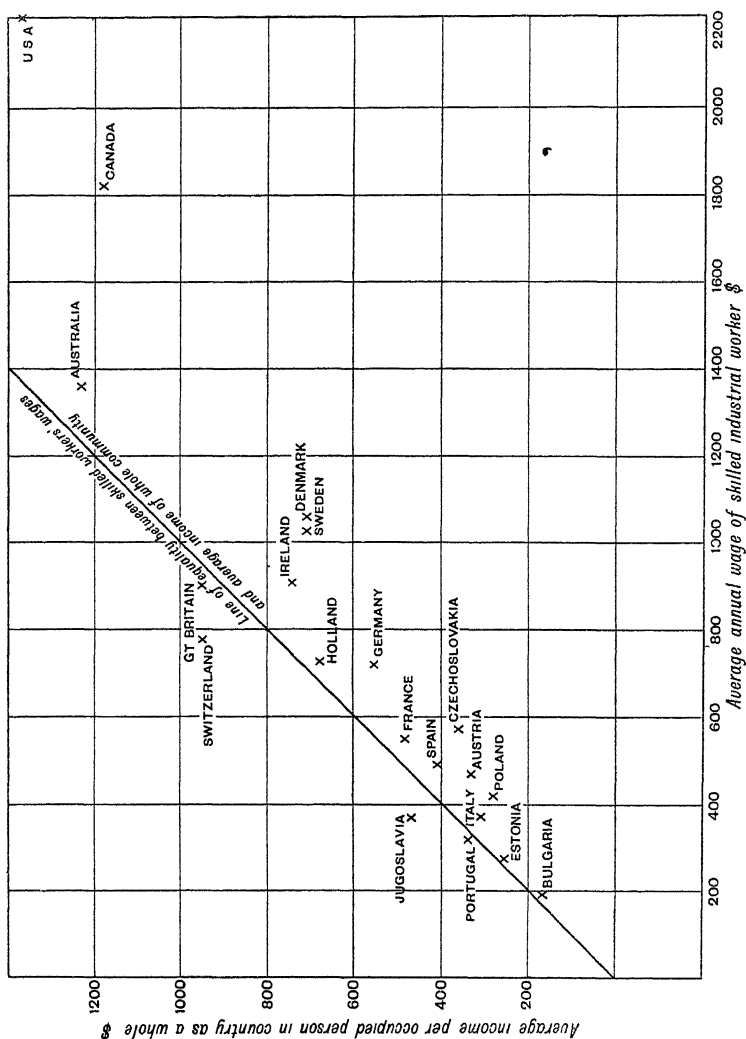 USA
CANADA
AUSTRALIA
Line of equality between skilled workers' wages
and average income of whole community
GT BRITAIN
SWITZERLAND
IRELAND
DENMARK
SWEDEN
HOLLAND
GERMANY
FRANCE
CZECHOSLOVAKIA
SPAIN
JUGOSLAVIA
AUSTRIA
ITALY
POLAND
PORTUGAL
ESTONIA
BULGARIA
1200
1000
800
600
400
200
Average income per occupied person in country as a whole $
200
400
600
800
1000
1200
1400
1600
1800
2000
2200
Average annual wage of skilled industrial worker $